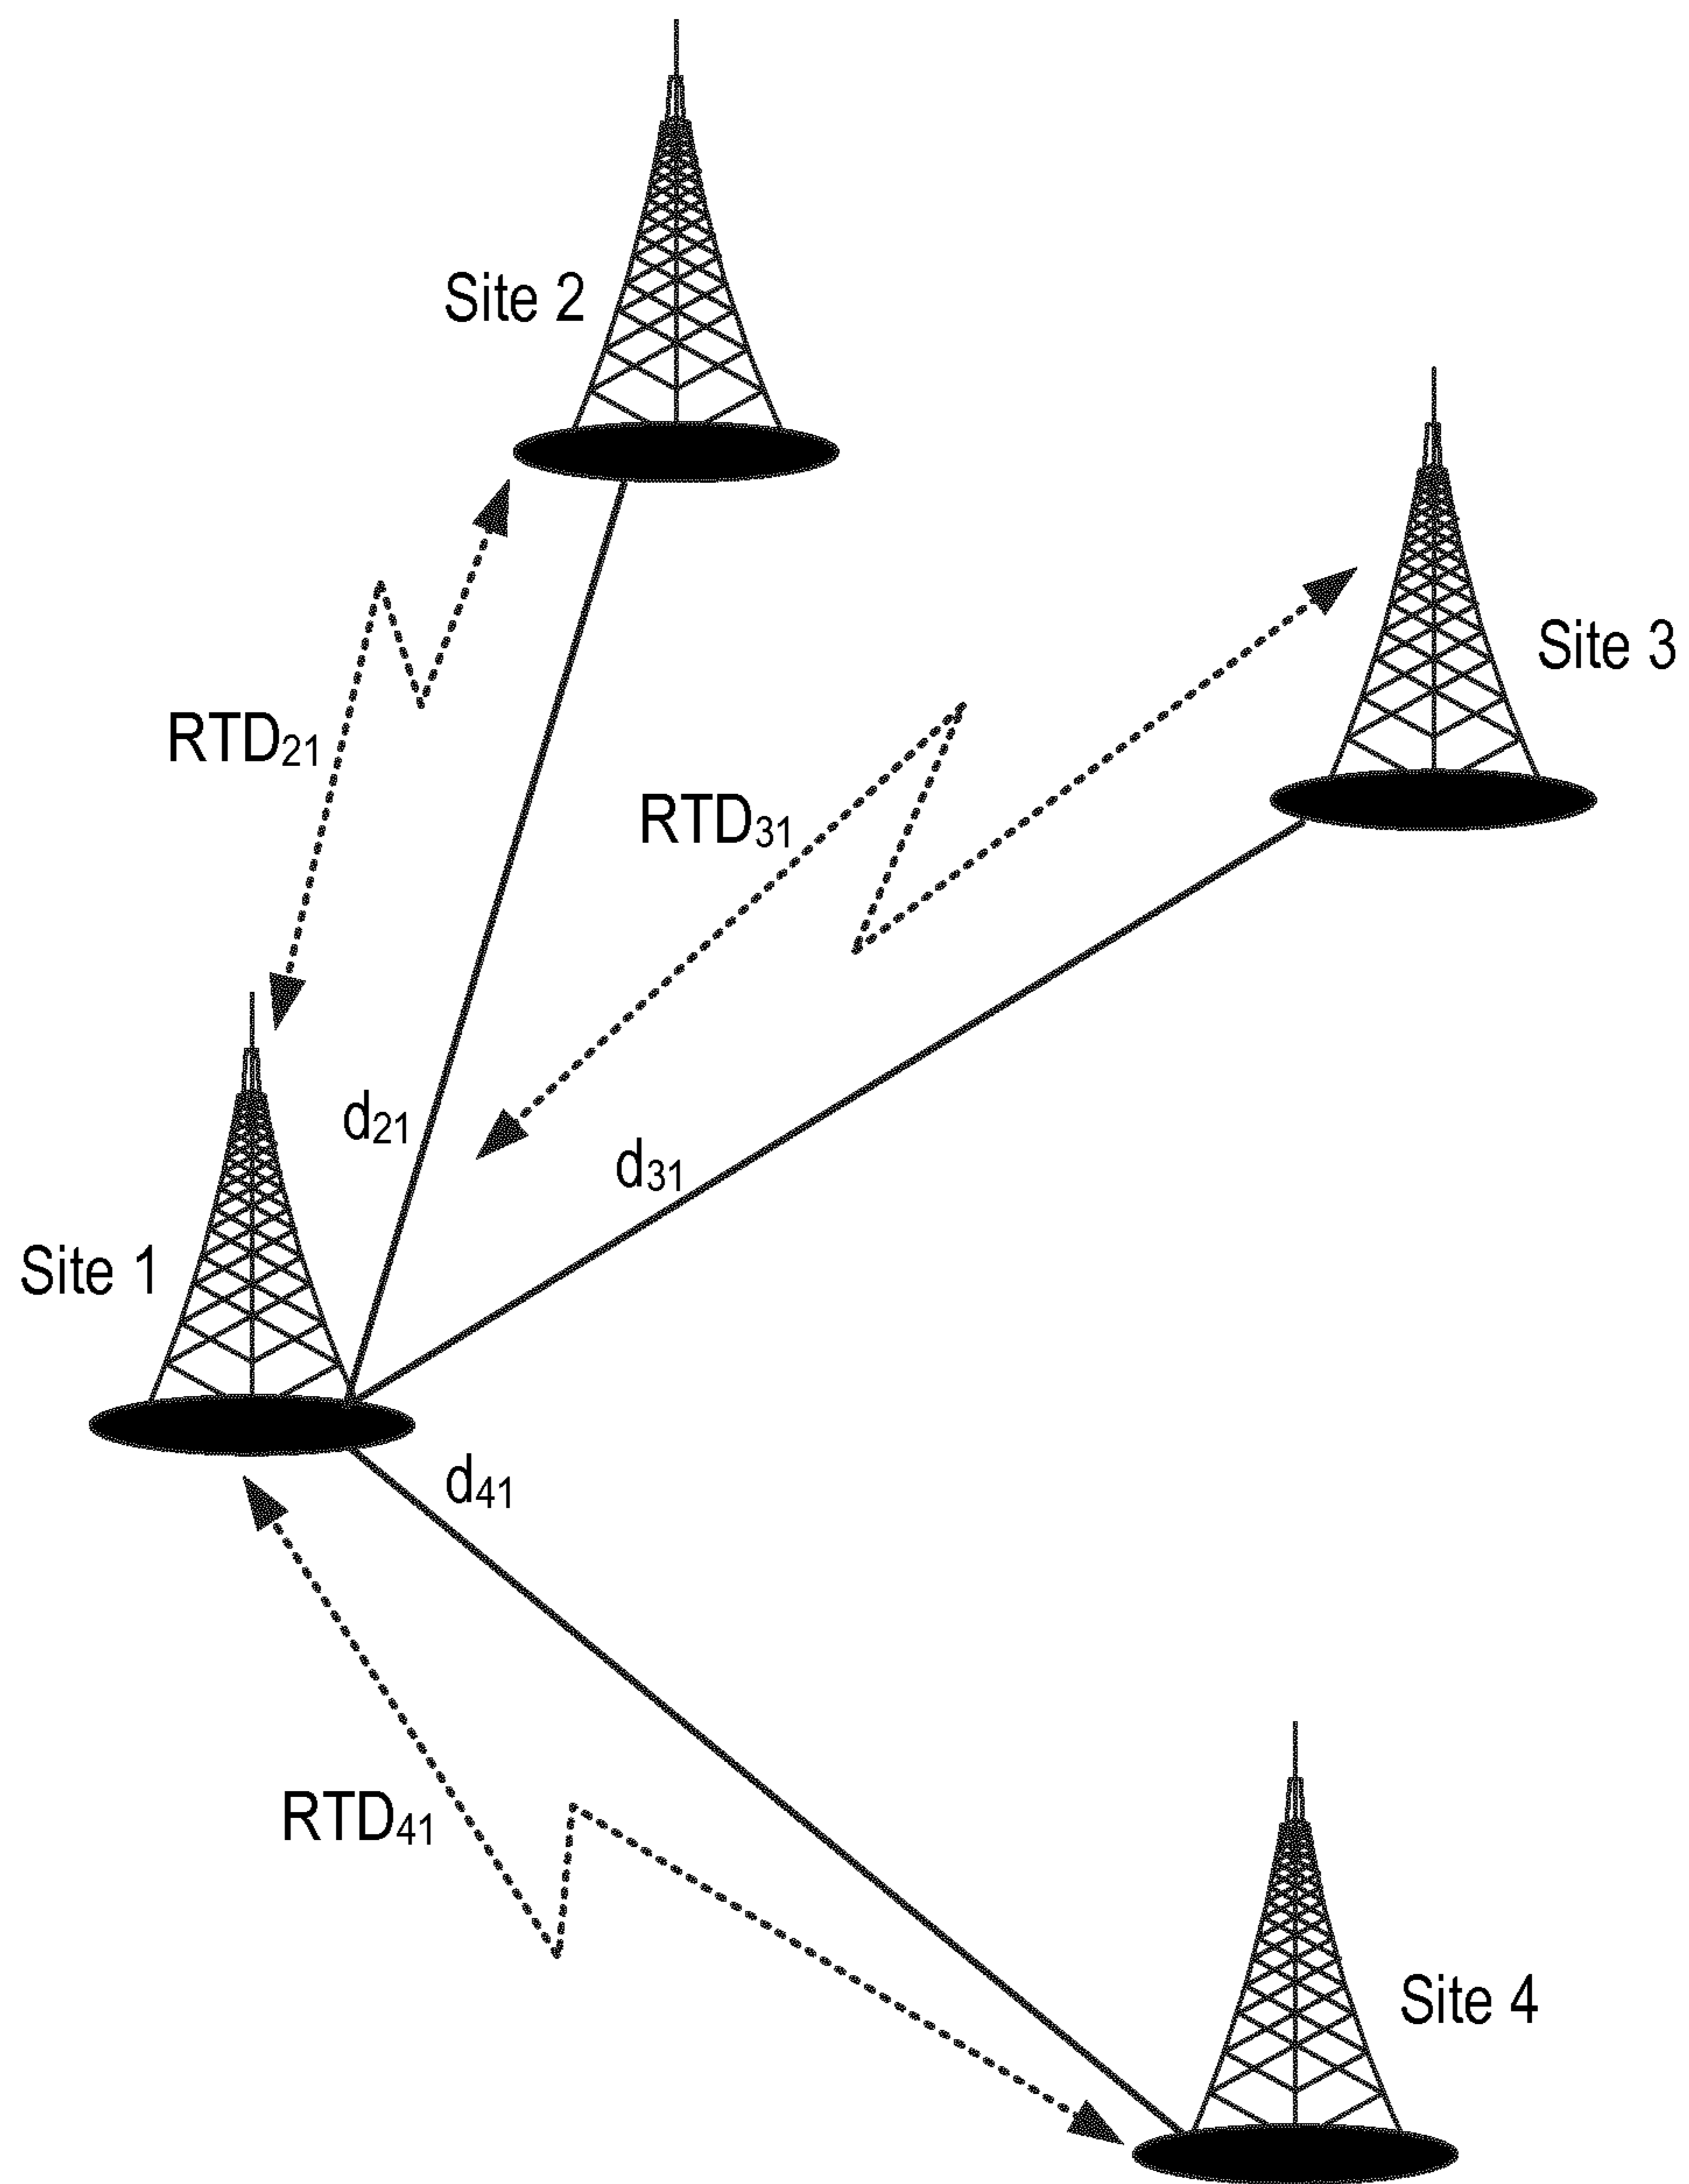 Site 2
Site 3
RTD21
RTD31
d21
d31
Site 1
d41
RTD41
Site 4